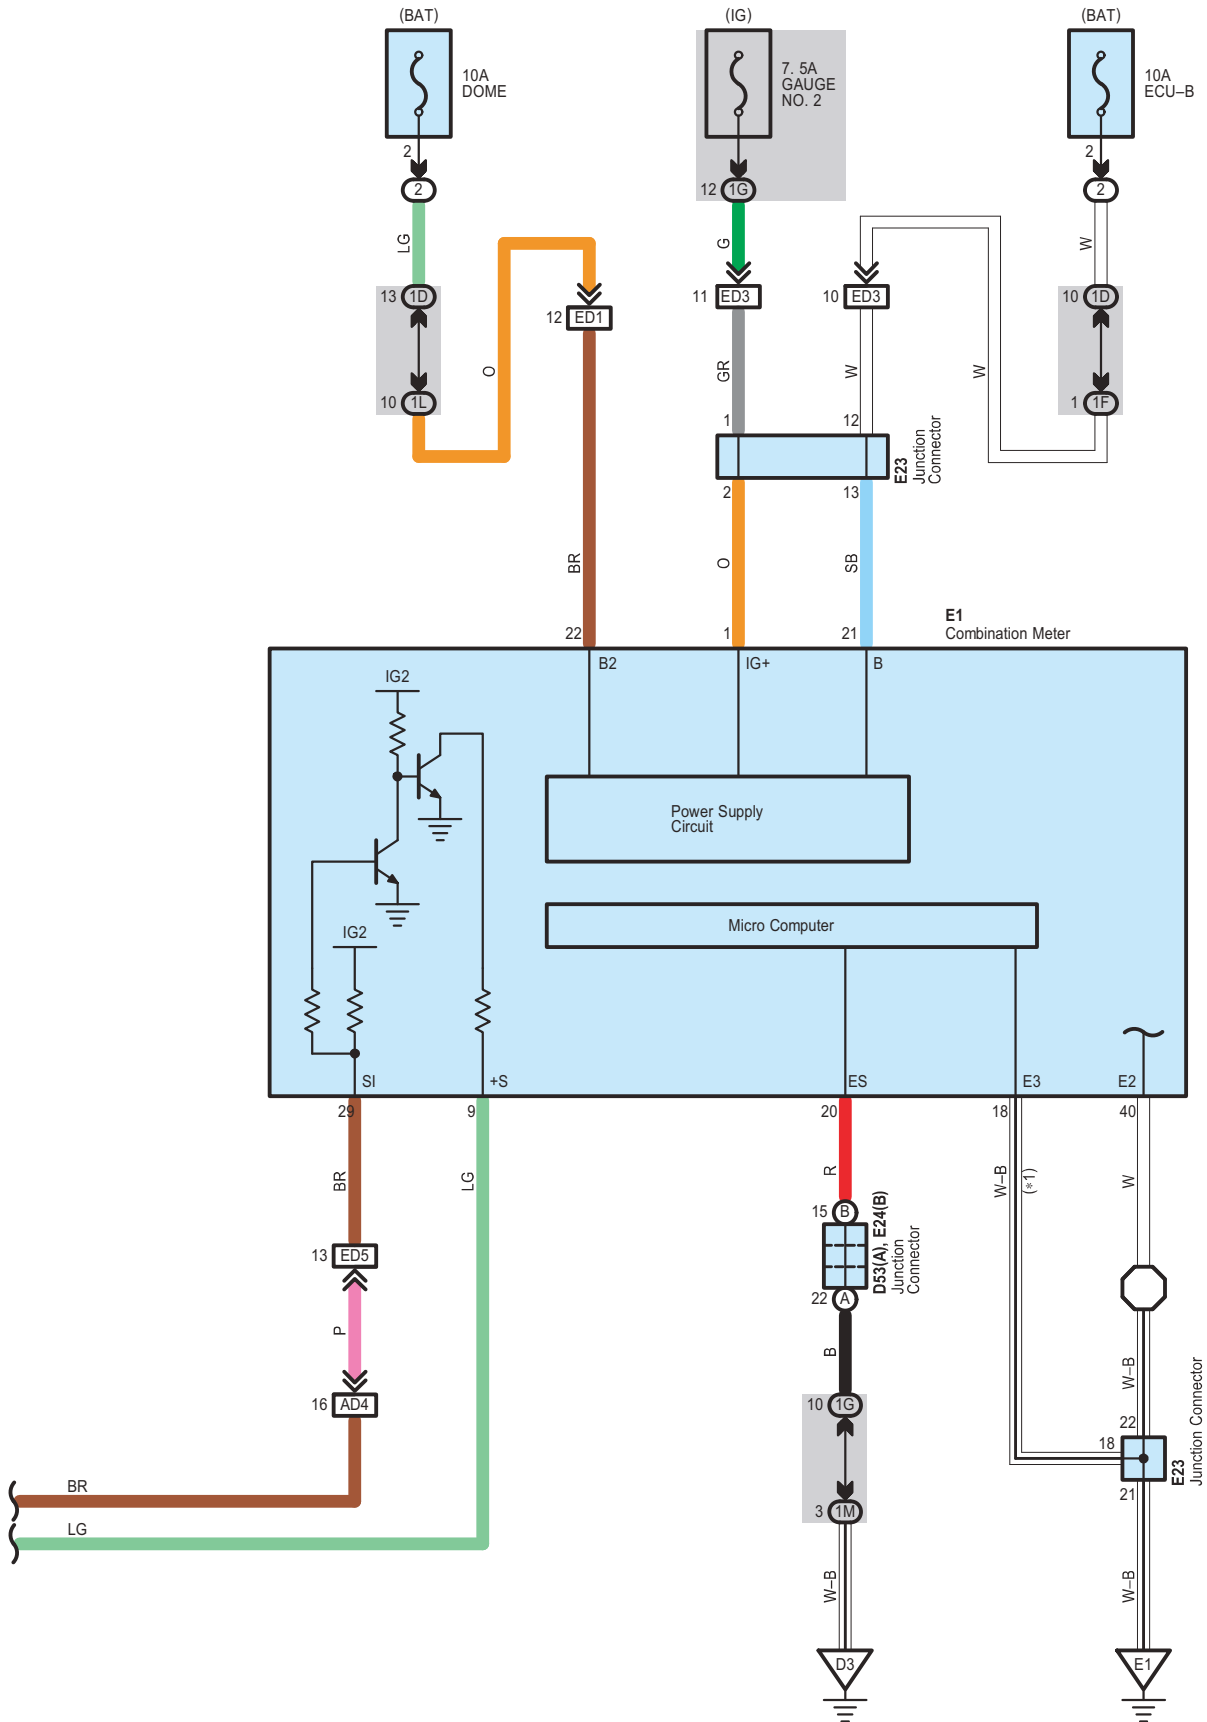 (BAT)
(IG)
(BAT)
10A
DOME
7. 5A
GAUGE
NO. 2
10A
ECU–B
2
2
2
2
12
1G
LG
G
W
13
1D
11
ED3
10
ED3
10
1D
12
ED1
O
GR
W
W
10
1L
1
1F
1
12
E23
Junction
Connector
2
13
BR
O
SB
E1
Combination Meter
22
1
21
B2
IG+
B
IG2
Power Supply
Circuit
Micro Computer
IG2
SI
+S
ES
E3
E2
29
9
20
18
40
BR
LG
R
W–B
(*1)
W
15
B
D53(A), E24(B)
Junction
Connector
13
ED5
22
A
P
B
W–B
16
AD4
10
1G
22
18
E23
Junction Connector
21
BR
3
1M
LG
W–B
W–B
D3
E1